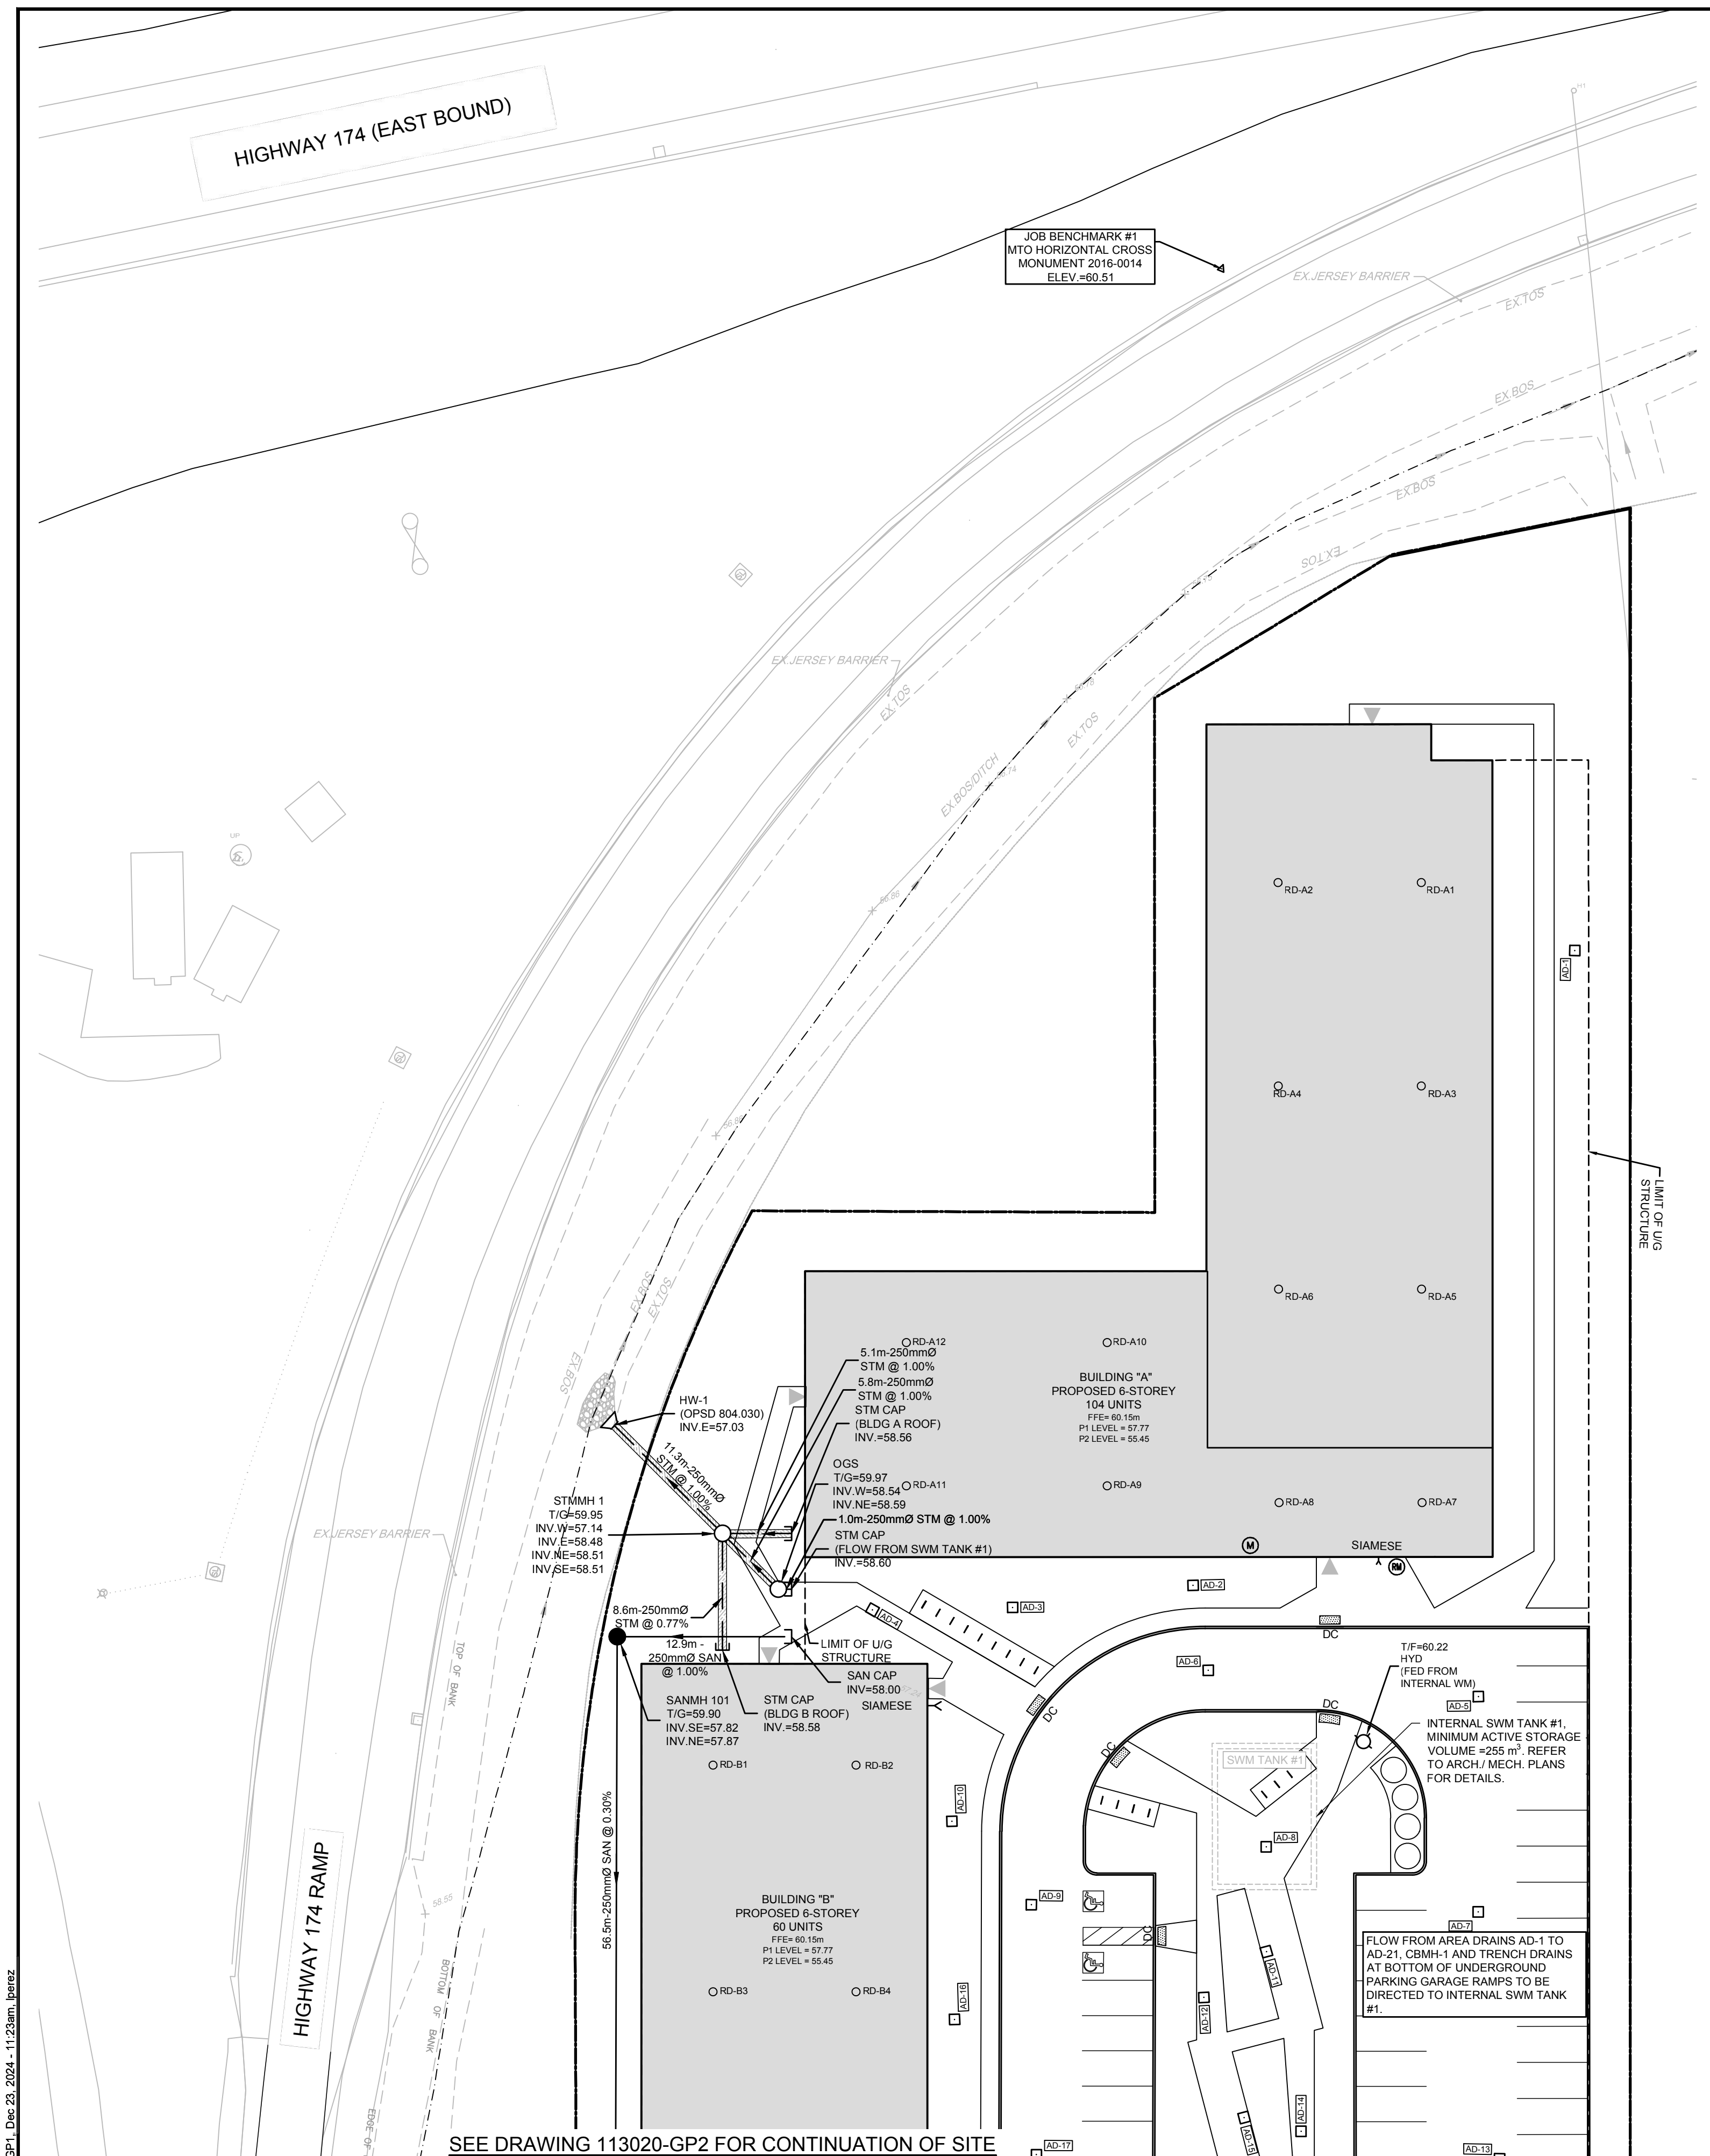 HIGHWAY 174 (EAST BOUND)
JOB BENCHMARK #1
MTO HORIZONTAL CROSS
MONUMENT 2016-0014
ELEV.=60.51
EX.JERSEY BARRIER
EX.TOS
EX.BOS
EX.BOS
EX.TOS
EX.JERSEY BARRIER
EX.TOS
EX.TOS
EX.BOS/DITCH
UP
56.86
RD-A2
RD-A1
AD-1
RD-A4
RD-A3
LIMIT OF U/G
STRUCTURE
RD-A6
RD-A5
EX.BOS
EX.TOS
EX.BOS
RD-A12
RD-A10
5.1m-250mmØ
STM @ 1.00%
5.8m-250mmØ
STM @ 1.00%
STM CAP
(BLDG A ROOF)
INV.=58.56
BUILDING "A"
PROPOSED 6-STOREY
104 UNITS
FFE= 60.15m
P1 LEVEL = 57.77
P2 LEVEL = 55.45
HW-1
(OPSD 804.030)
INV.E=57.03
11.3m-250mmØ
STM @ 1.00%
OGS
T/G=59.97
INV.W=58.54
INV.NE=58.59
RD-A11
RD-A9
RD-A8
RD-A7
1.0m-250mmØ STM @ 1.00%
STM CAP
(FLOW FROM SWM TANK #1)
INV.=58.60
STMMH 1
T/G=59.95
INV.W=57.14
INV.E=58.48
INV.NE=58.51
INV.SE=58.51
EX.JERSEY BARRIER
M
SIAMESE
RM
AD-2
AD-3
AD-4
8.6m-250mmØ
STM @ 0.77%
12.9m -
250mmØ SAN
@ 1.00%
LIMIT OF U/G
STRUCTURE
SAN CAP
INV=58.00
SIAMESE
SANMH 101
T/G=59.90
INV.SE=57.82
INV.NE=57.87
STM CAP
(BLDG B ROOF)
INV.=58.58
DC
T/F=60.22
HYD
(FED FROM
INTERNAL WM)
AD-6
AD-5
DC
DC
DC
INTERNAL SWM TANK #1,
MINIMUM ACTIVE STORAGE
VOLUME =255 m³. REFER
TO ARCH./ MECH. PLANS
FOR DETAILS.
SWM TANK #1
RD-B1
RD-B2
AD-10
AD-8
TOP OF BANK
56.5m-250mmØ SAN @ 0.30%
HIGHWAY 174 RAMP
58.55
BUILDING "B"
PROPOSED 6-STOREY
60 UNITS
FFE= 60.15m
P1 LEVEL = 57.77
P2 LEVEL = 55.45
AD-9
AD-7
DC
FLOW FROM AREA DRAINS AD-1 TO
AD-21, CBMH-1 AND TRENCH DRAINS
AT BOTTOM OF UNDERGROUND
PARKING GARAGE RAMPS TO BE
DIRECTED TO INTERNAL SWM TANK
#1.
AD-11
BOTTOM OF BANK
RD-B3
RD-B4
AD-16
AD-12
AD-14
AD-15
EDGE OF
AD-17
AD-13
SEE DRAWING 113020-GP2 FOR CONTINUATION OF SITE
GP1, Dec 23, 2024 - 11:23am, lperez